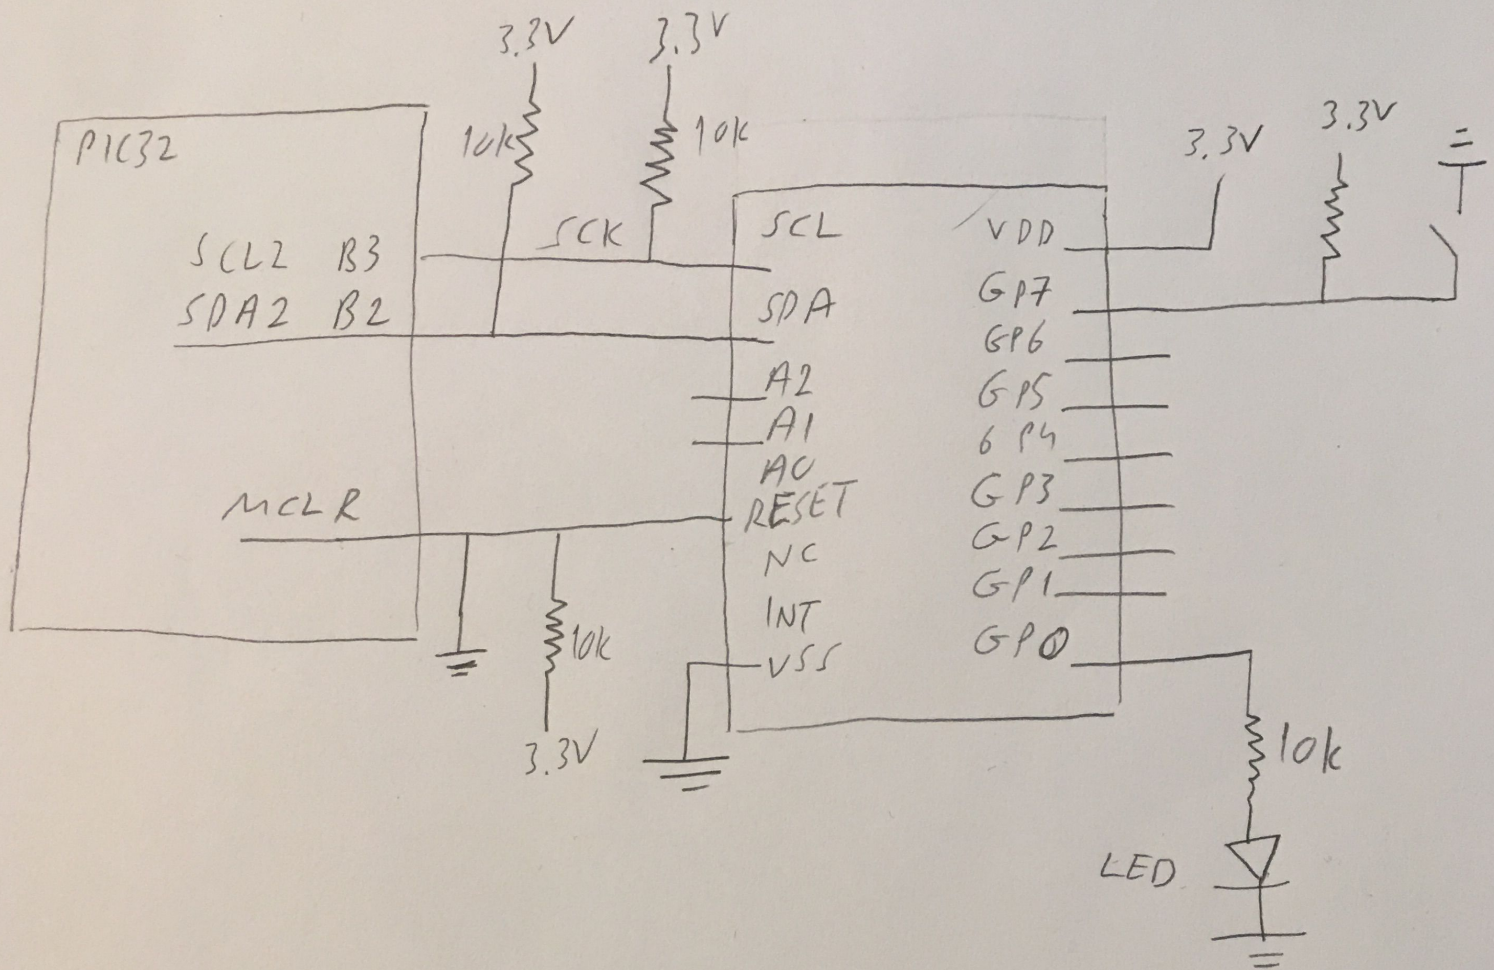 3.3V
3.3V
10k
10k
3.3V
3.3V
PIC32
SCL2 B3
SDA2 B2
MCLR
SCK
10k
3.3V
SCL
SDA
A2
A1
A0
RESET
NC
INT
VSS
VDD
GP7
GP6
GP5
GP4
GP3
GP2
GP1
GP0
10k
LED